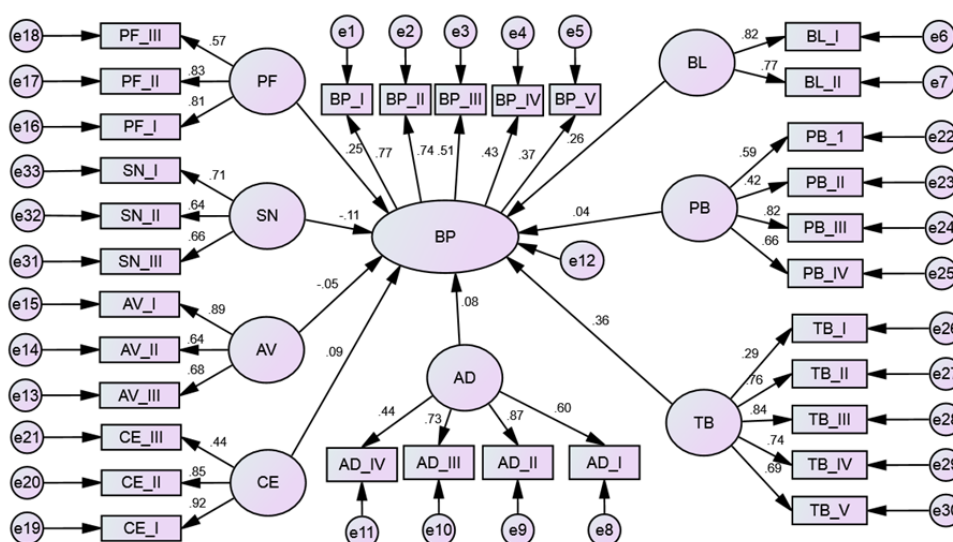 e18 PF_III .57
e17 PF_II .83 PF
e16 PF_I .81
e33 SN_I .71
e32 SN_II .64 SN
e31 SN_III .66
e15 AV_I .89
e14 AV_II .64 AV
e13 AV_III .68
e21 CE_III .44
e20 CE_II .85 CE
e19 CE_I .92
e1 e2 e3 e4 e5
BP_I BP_II BP_III BP_IV BP_V
.25 .77 .74 .51 .43 .37 .26
-.11 BP .04
e12
-.05 .09 .08 .36
AD
.44 .73 .87 .60
AD_IV AD_III AD_II AD_I
e11 e10 e9 e8
BL .82 BL_I e6
.77 BL_II e7
.59 PB_1 e22
PB .42 PB_II e23
.82 PB_III e24
.66 PB_IV e25
.29 TB_I e26
.76 TB_II e27
TB .84 TB_III e28
.74 TB_IV e29
.69 TB_V e30